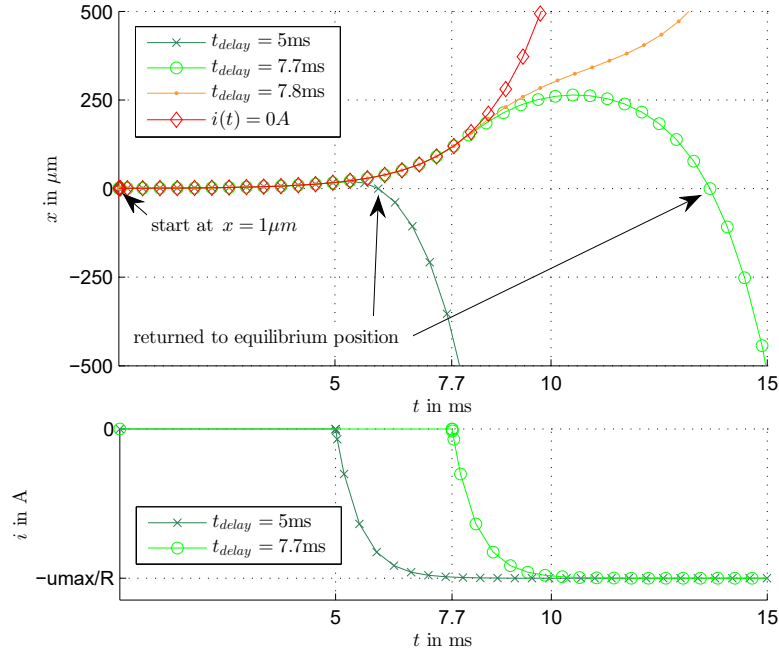 500
250
0
−250
−500
x in μm
t_delay = 5ms
t_delay = 7.7ms
t_delay = 7.8ms
i(t) = 0A
start at x = 1μm
returned to equilibrium position
5
7.7
10
15
t in ms
0
−umax/R
i in A
t_delay = 5ms
t_delay = 7.7ms
5
7.7
10
15
t in ms